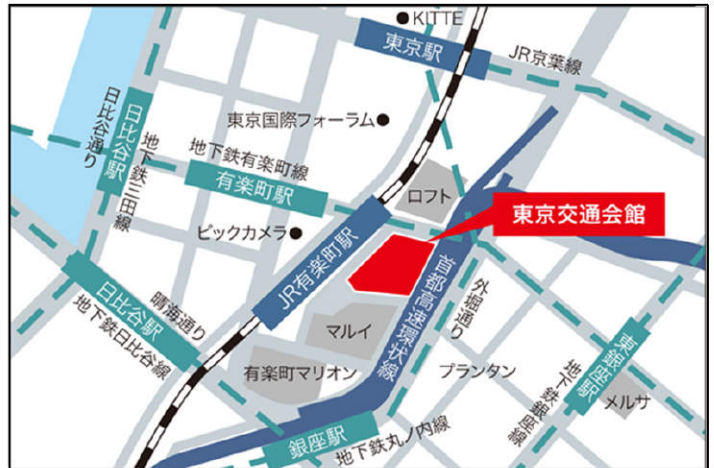 KITTE
東京駅
JR京葉線
日比谷通り
日比谷駅
地下鉄三田線
東京国際フォーラム
地下鉄有楽町線
有楽町駅
ロフト
東京交通会館
ビックカメラ
JR有楽町駅
首都高速環状線
外堀通り
日比谷駅
地下鉄日比谷線
晴海通り
マルイ
有楽町マリオン
プランタン
東銀座駅
地下鉄銀座線
メルサ
銀座駅
地下鉄丸ノ内線